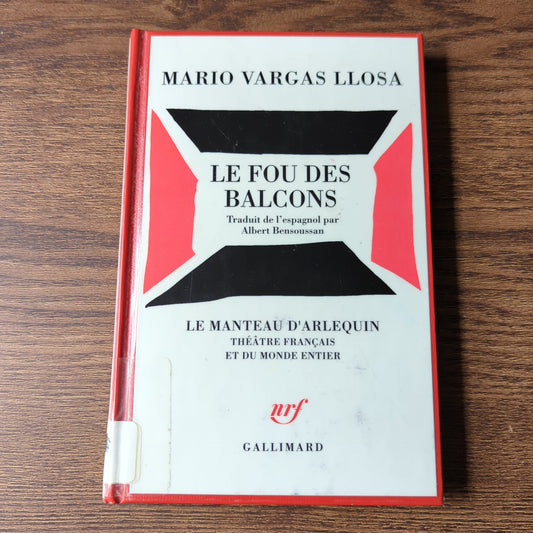 MARIO VARGAS LLOSA
LE FOU DES
BALCONS
Traduit de l'espagnol par
Albert Bensoussan
LE MANTEAU D'ARLEQUIN
THÉÂTRE FRANÇAIS
ET DU MONDE ENTIER
nrf
GALLIMARD